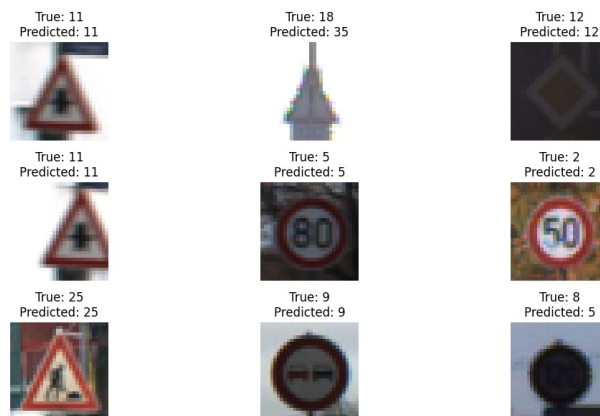 True: 11
Predicted: 11
True: 18
Predicted: 35
True: 12
Predicted: 12
True: 11
Predicted: 11
True: 5
Predicted: 5
80
True: 2
Predicted: 2
50
True: 25
Predicted: 25
True: 9
Predicted: 9
True: 8
Predicted: 5